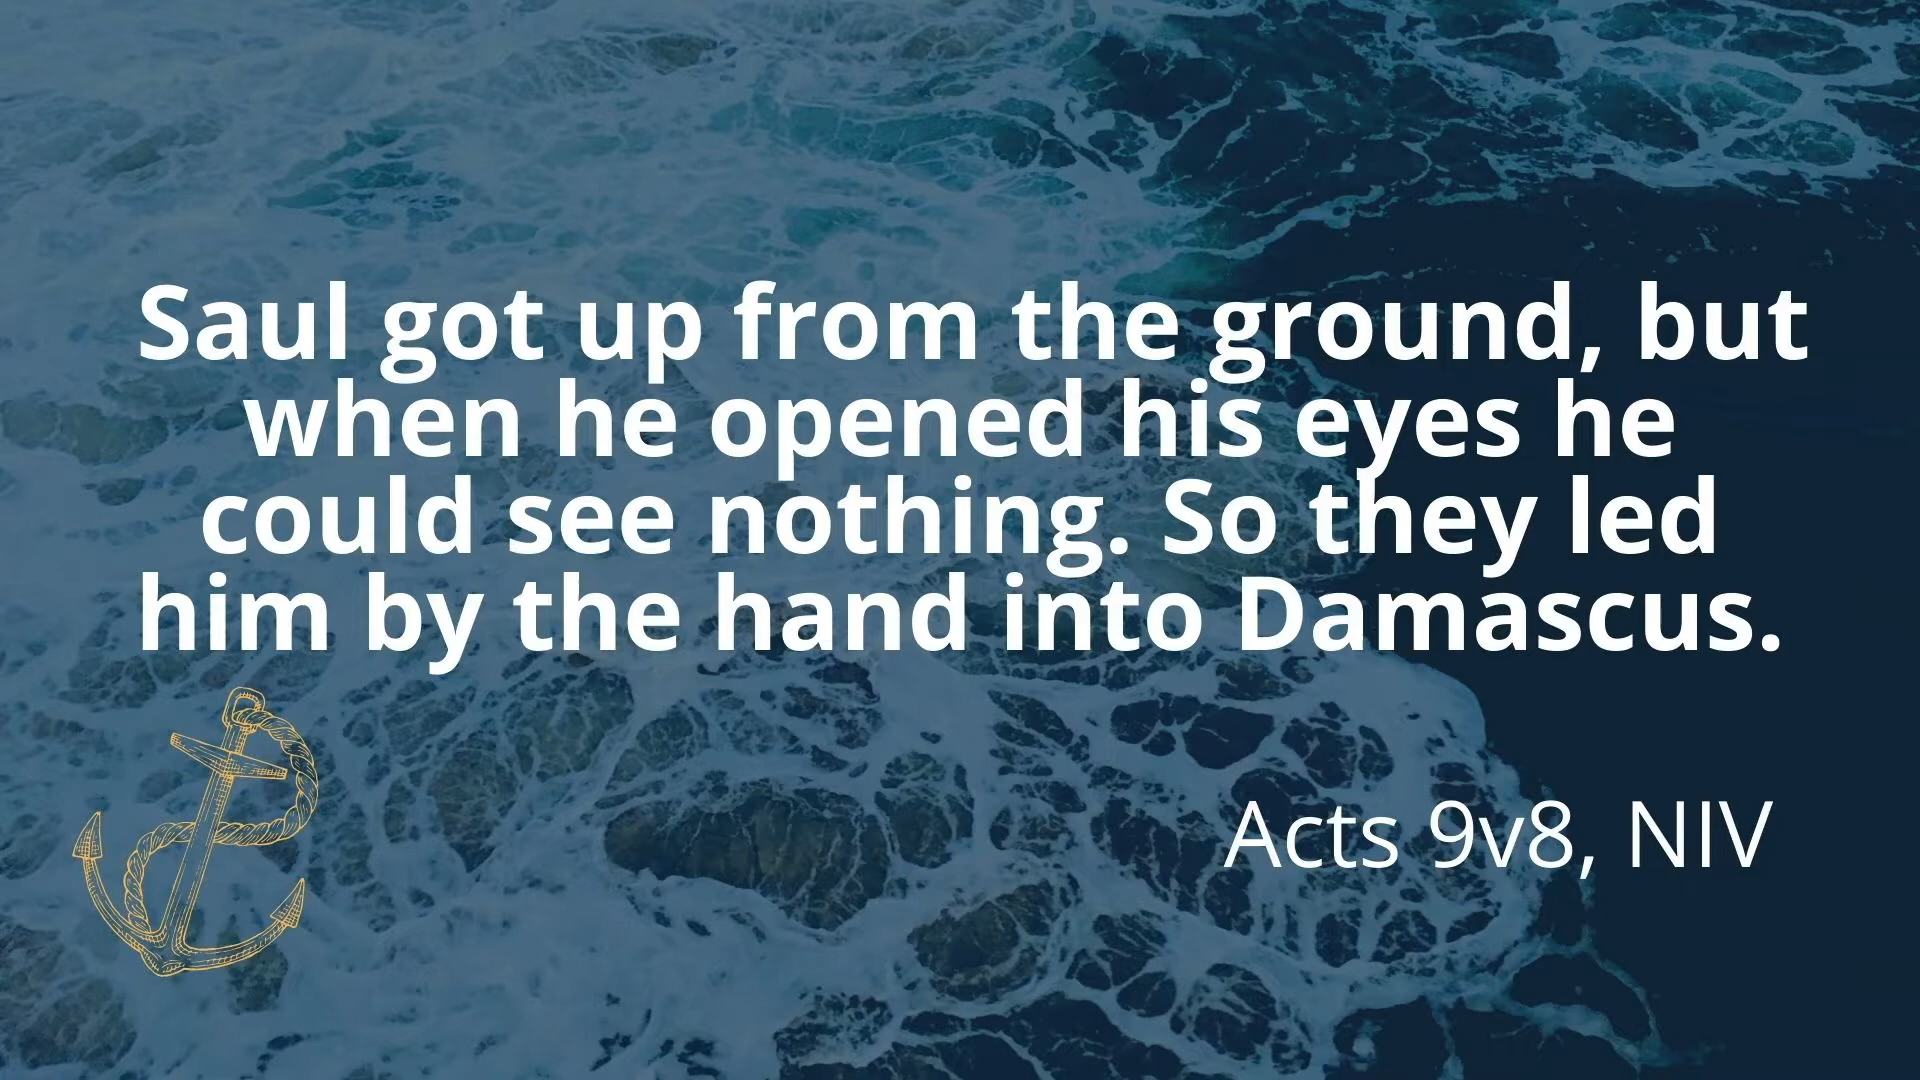 Saul got up from the ground, but
when he opened his eyes he
could see nothing. So they led
him by the hand into Damascus.
Acts 9v8, NIV